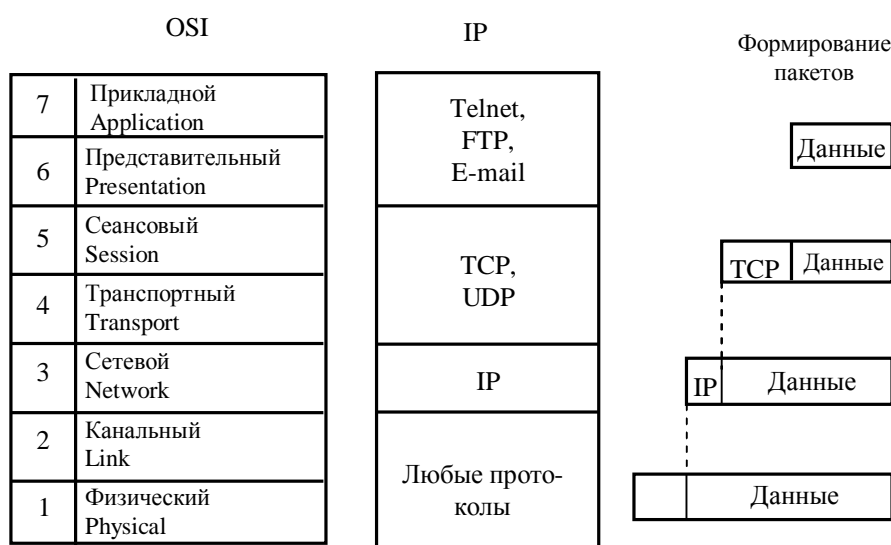 OSI
IP
Формирование
пакетов
7
Прикладной
Application
6
Представительный
Presentation
5
Сеансовый
Session
4
Транспортный
Transport
3
Сетевой
Network
2
Канальный
Link
1
Физический
Physical
Telnet,
FTP,
E-mail
TCP,
UDP
IP
Любые прото-
колы
Данные
TCP Данные
IP Данные
Данные